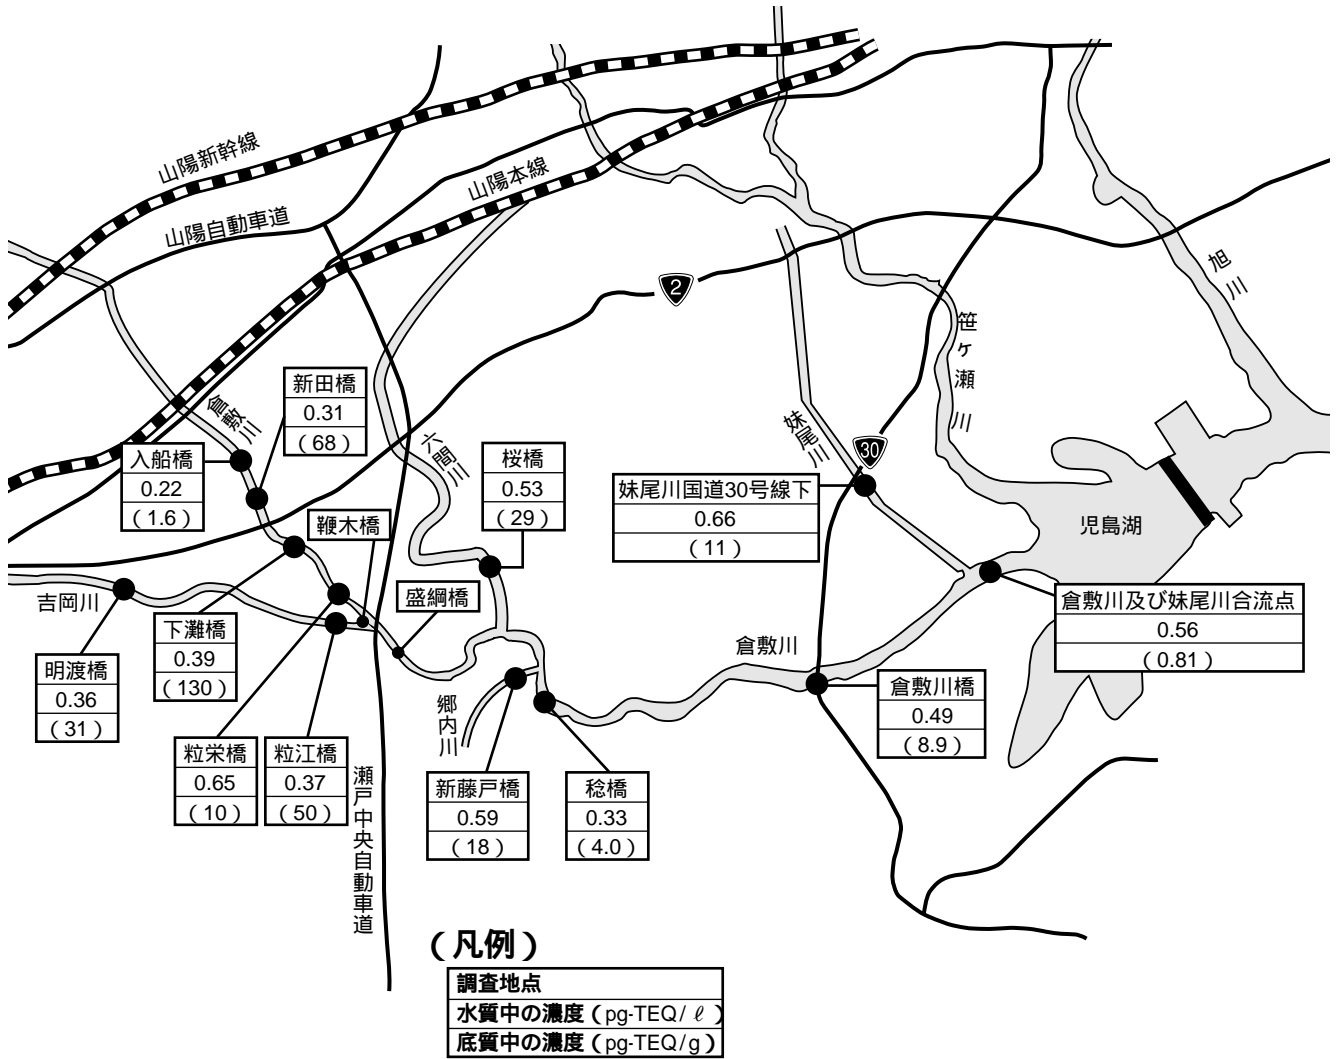 山陽新幹線
山陽本線
山陽自動車道
2
旭川
笹ヶ瀬川
倉敷川
新田橋
0.31
（68）
入船橋
0.22
（1.6）
六間川
桜橋
0.53
（29）
妹尾川
30
妹尾川国道30号線下
0.66
（11）
児島湖
鞭木橋
盛綱橋
吉岡川
明渡橋
0.36
（31）
下灘橋
0.39
（130）
倉敷川及び妹尾川合流点
0.56
（0.81）
倉敷川
倉敷川橋
0.49
（8.9）
郷内川
粒栄橋
0.65
（10）
粒江橋
0.37
（50）
瀬戸中央自動車道
新藤戸橋
0.59
（18）
稔橋
0.33
（4.0）
（凡例）
調査地点
水質中の濃度（pg-TEQ/ℓ）
底質中の濃度（pg-TEQ/g）